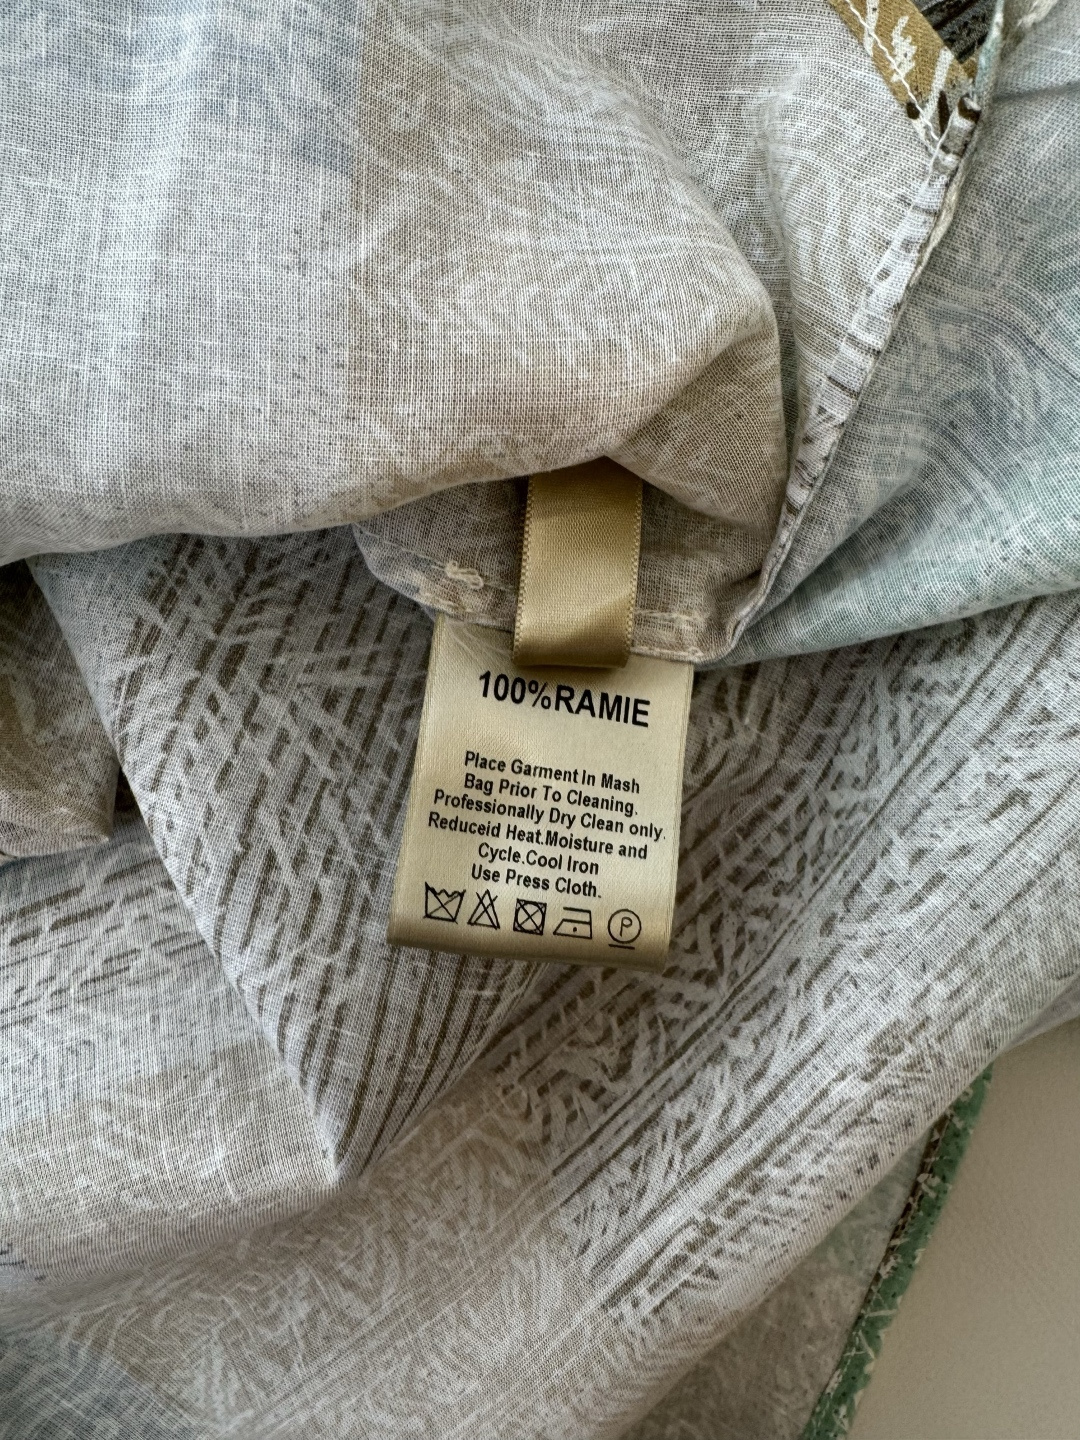 100%RAMIE
Place Garment In Mash
Bag Prior To Cleaning.
Professionally Dry Clean only.
Reduceid Heat.Moisture and
Cycle.Cool Iron
Use Press Cloth.
P